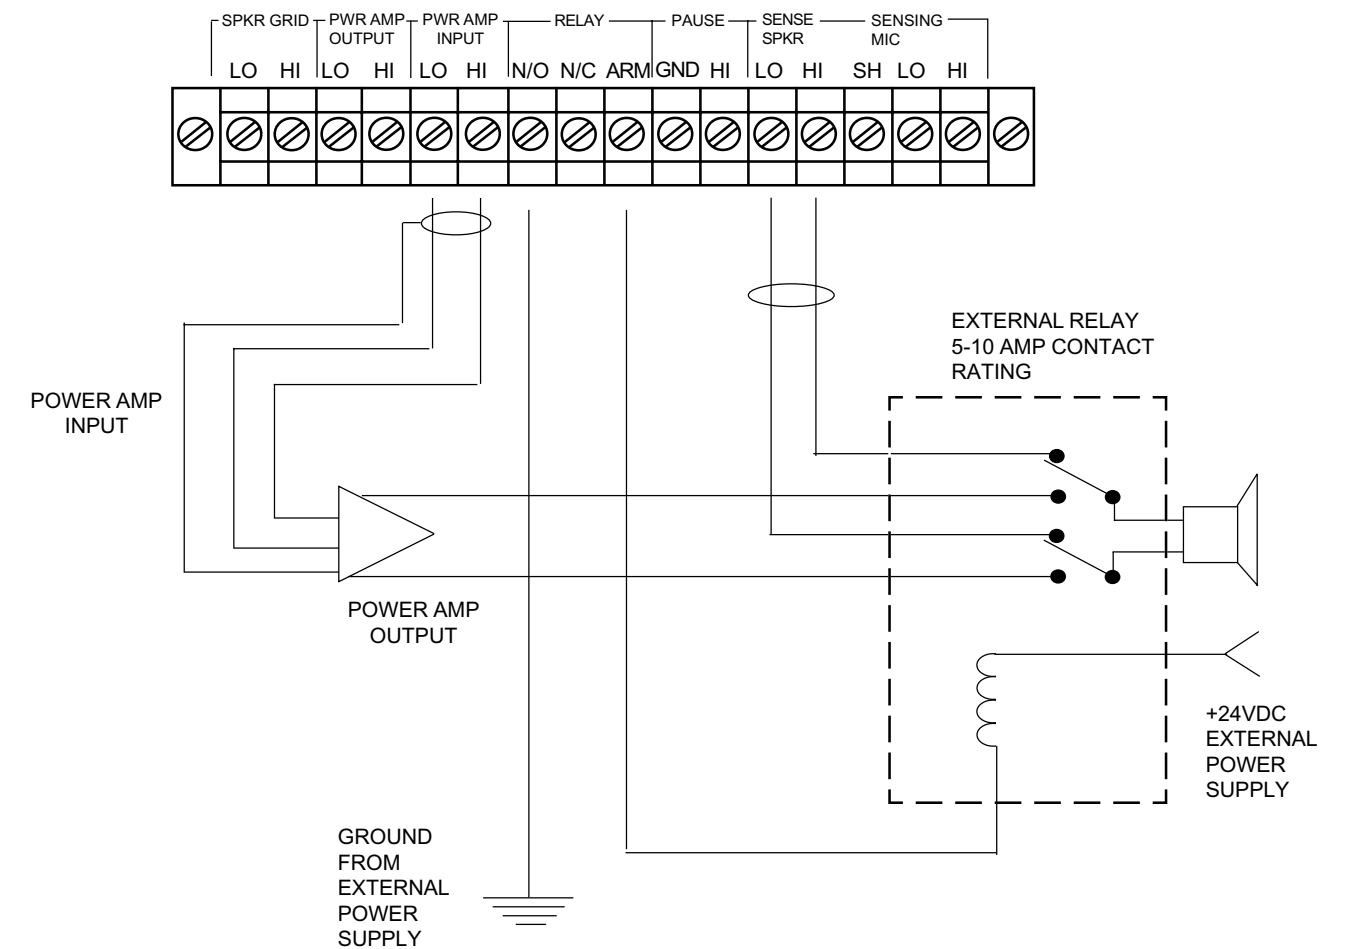 SPKR GRID PWR AMP PWR AMP RELAY PAUSE SENSE SENSING
OUTPUT INPUT SPKR MIC
LO HI LO HI LO HI N/O N/C ARM GND HI LO HI SH LO HI
EXTERNAL RELAY
5-10 AMP CONTACT
RATING
POWER AMP
INPUT
POWER AMP
OUTPUT
+24VDC
EXTERNAL
POWER
SUPPLY
GROUND
FROM
EXTERNAL
POWER
SUPPLY